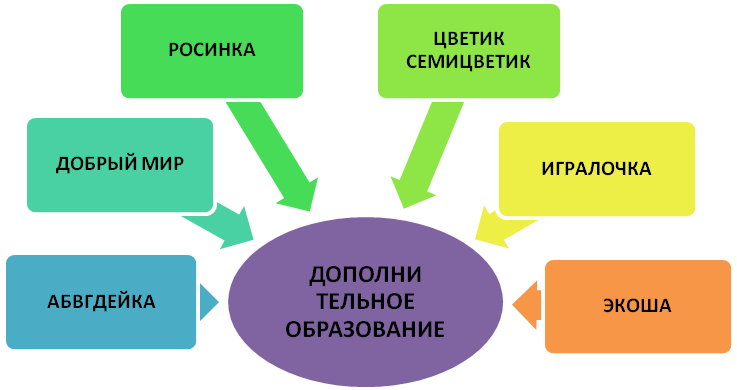 РОСИНКА
ЦВЕТИК
СЕМИЦВЕТИК
ДОБРЫЙ МИР
ИГРАЛОЧКА
АБВГДЕЙКА
ДОПОЛНИ
ТЕЛЬНОЕ
ОБРАЗОВАНИЕ
ЭКОША